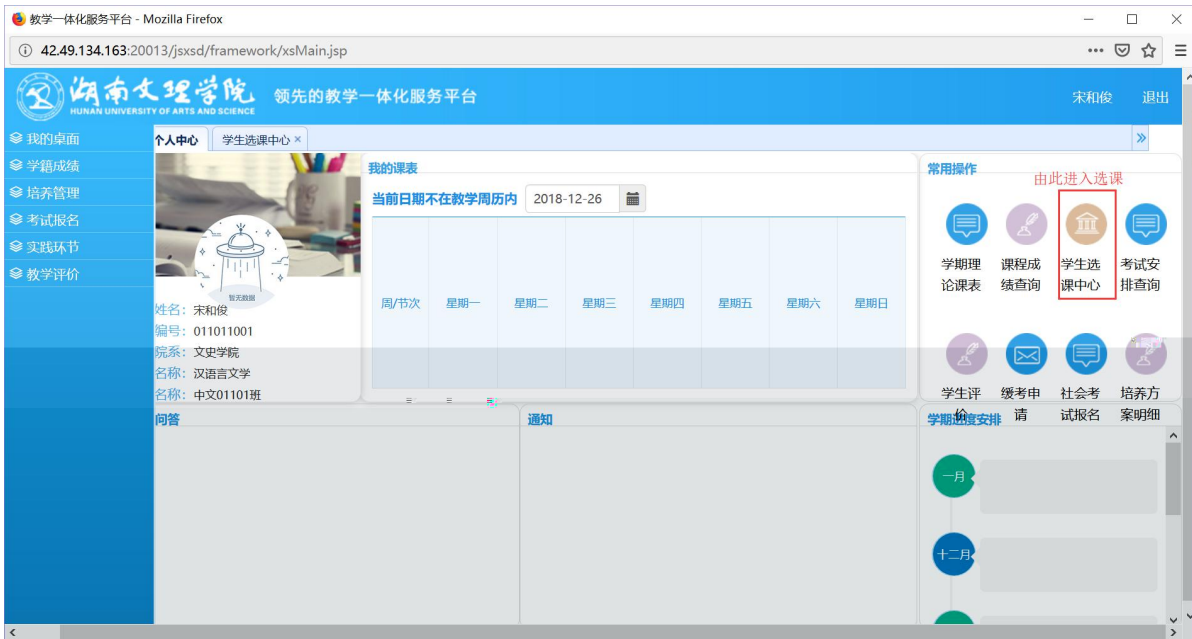 教学一体化服务平台 - Mozilla Firefox
42.49.134.163:20013/jsxsd/framework/xsMain.jsp
湖南文理学院
HUNAN UNIVERSITY OF ARTS AND SCIENCE
领先的教学一体化服务平台
宋和俊 退出
我的桌面
学籍成绩
培养管理
考试报名
实践环节
教学评价
个人中心 学生选课中心 ×
暂无数据
姓名：宋和俊
编号：011011001
院系：文史学院
名称：汉语言文学
名称：中文01101班
我的课表
当前日期不在教学周历内 2018-12-26
周/节次 星期一 星期二 星期三 星期四 星期五 星期六 星期日
常用操作
由此进入选课
学期理
论课表
课程成
绩查询
学生选
课中心
考试安
排查询
学生评
价
缓考申
请
社会考
试报名
培养方
案明细
问答
通知
学期进度安排
一月
十二月